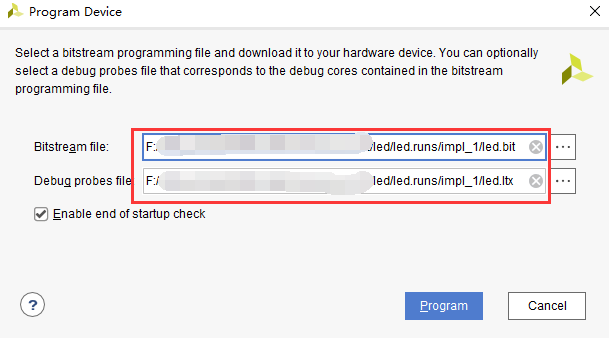 Program Device
Select a bitstream programming file and download it to your hardware device. You can optionally
select a debug probes file that corresponds to the debug cores contained in the bitstream
programming file.
Bitstream file: F:/ /led/led.runs/impl_1/led.bit ...
Debug probes file F:/ /led/led.runs/impl_1/led.ltx ...
Enable end of startup check
? Program Cancel